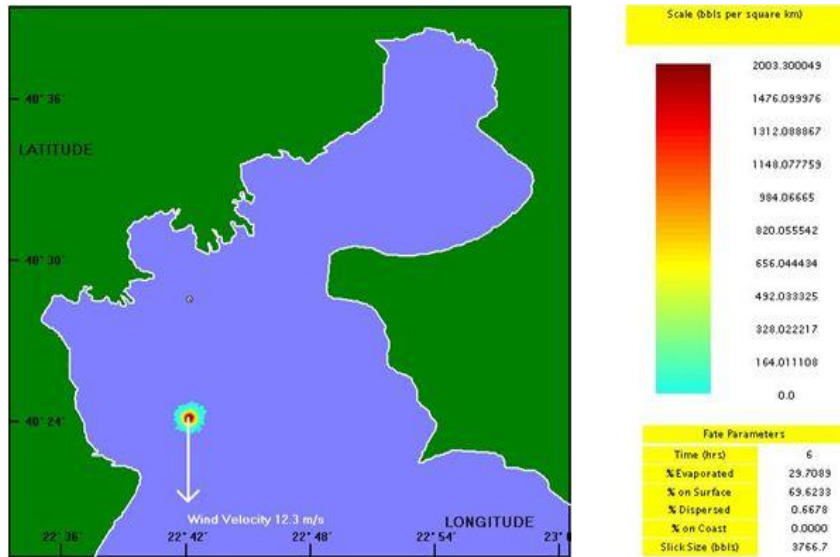 40° 36'
LATITUDE
40° 30'
40° 24'
Wind Velocity 12.3 m/s
LONGITUDE
22° 36'
22° 42'
22° 48'
22° 54'
23° 0
Scale (bbls per square km)
2003.300049
1476.099976
1312.088867
1148.077759
984.06665
820.055542
656.044434
492.033325
328.022217
164.011108
0.0
Fate Parameters
Time (hrs) 6
% Evaporated 29.7089
% on Surface 69.6233
% Dispersed 0.6678
% on Coast 0.0000
Slick Size (bbls) 3766.7